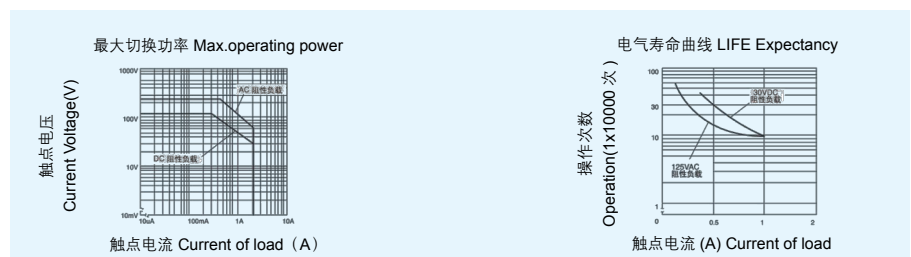 最大切换功率 Max.operating power
触点电压
Current Voltage(V)
1000V
100V
10V
10mV
AC 阻性负载
DC 阻性负载
10uA
100mA
1A
10A
触点电流 Current of load（A）
电气寿命曲线 LIFE Expectancy
操作次数
Operation(1x10000 次）
100
30
10
1
30VDC
阻性负载
125VAC
阻性负载
0
0.5
1
2
触点电流 (A) Current of load